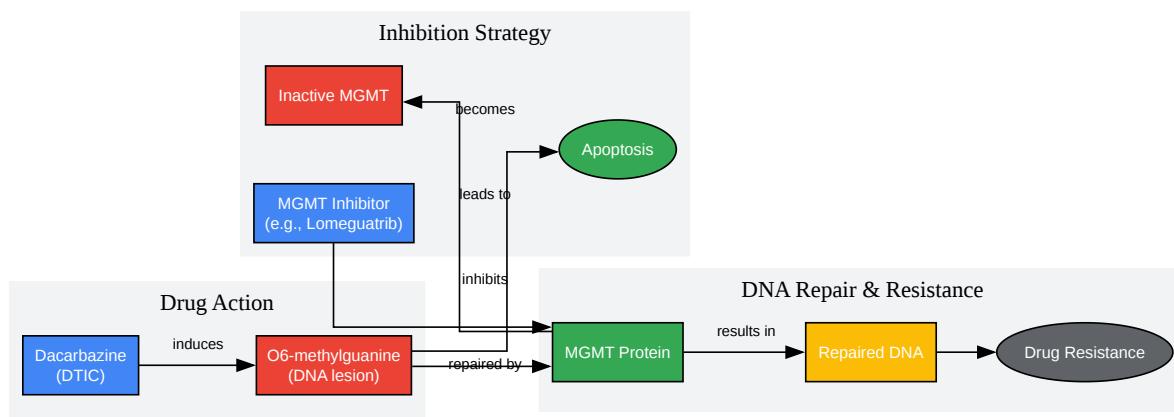 Inhibition Strategy
Inactive MGMT
becomes
Apoptosis
leads to
MGMT Inhibitor
(e.g., Lomeguatrib)
inhibits
Drug Action
DNA Repair & Resistance
induces
results in
Dacarbazine
(DTIC)
O6-methylguanine
(DNA lesion)
repaired by
MGMT Protein
Repaired DNA
Drug Resistance